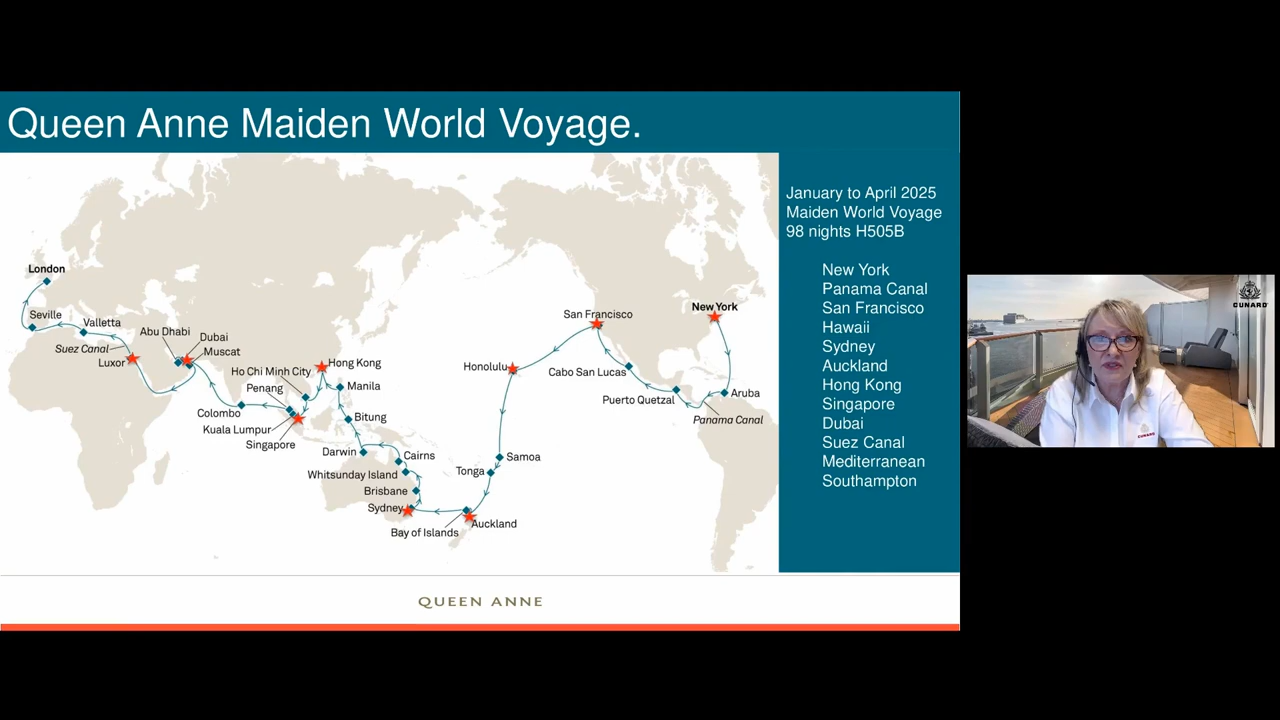 Queen Anne Maiden World Voyage.
London
Seville
Valletta
Suez Canal
Luxor
Abu Dhabi
Dubai
Muscat
Colombo
Ho Chi Minh City
Penang
Kuala Lumpur
Singapore
Hong Kong
Manila
Bitung
Darwin
Cairns
Whitsunday Island
Brisbane
Sydney
Bay of Islands
Auckland
Tonga
Samoa
Honolulu
San Francisco
Cabo San Lucas
Puerto Quetzal
Panama Canal
Aruba
New York
January to April 2025
Maiden World Voyage
98 nights H505B
New York
Panama Canal
San Francisco
Hawaii
Sydney
Auckland
Hong Kong
Singapore
Dubai
Suez Canal
Mediterranean
Southampton
QUEEN ANNE
CUNARD
CUNARD